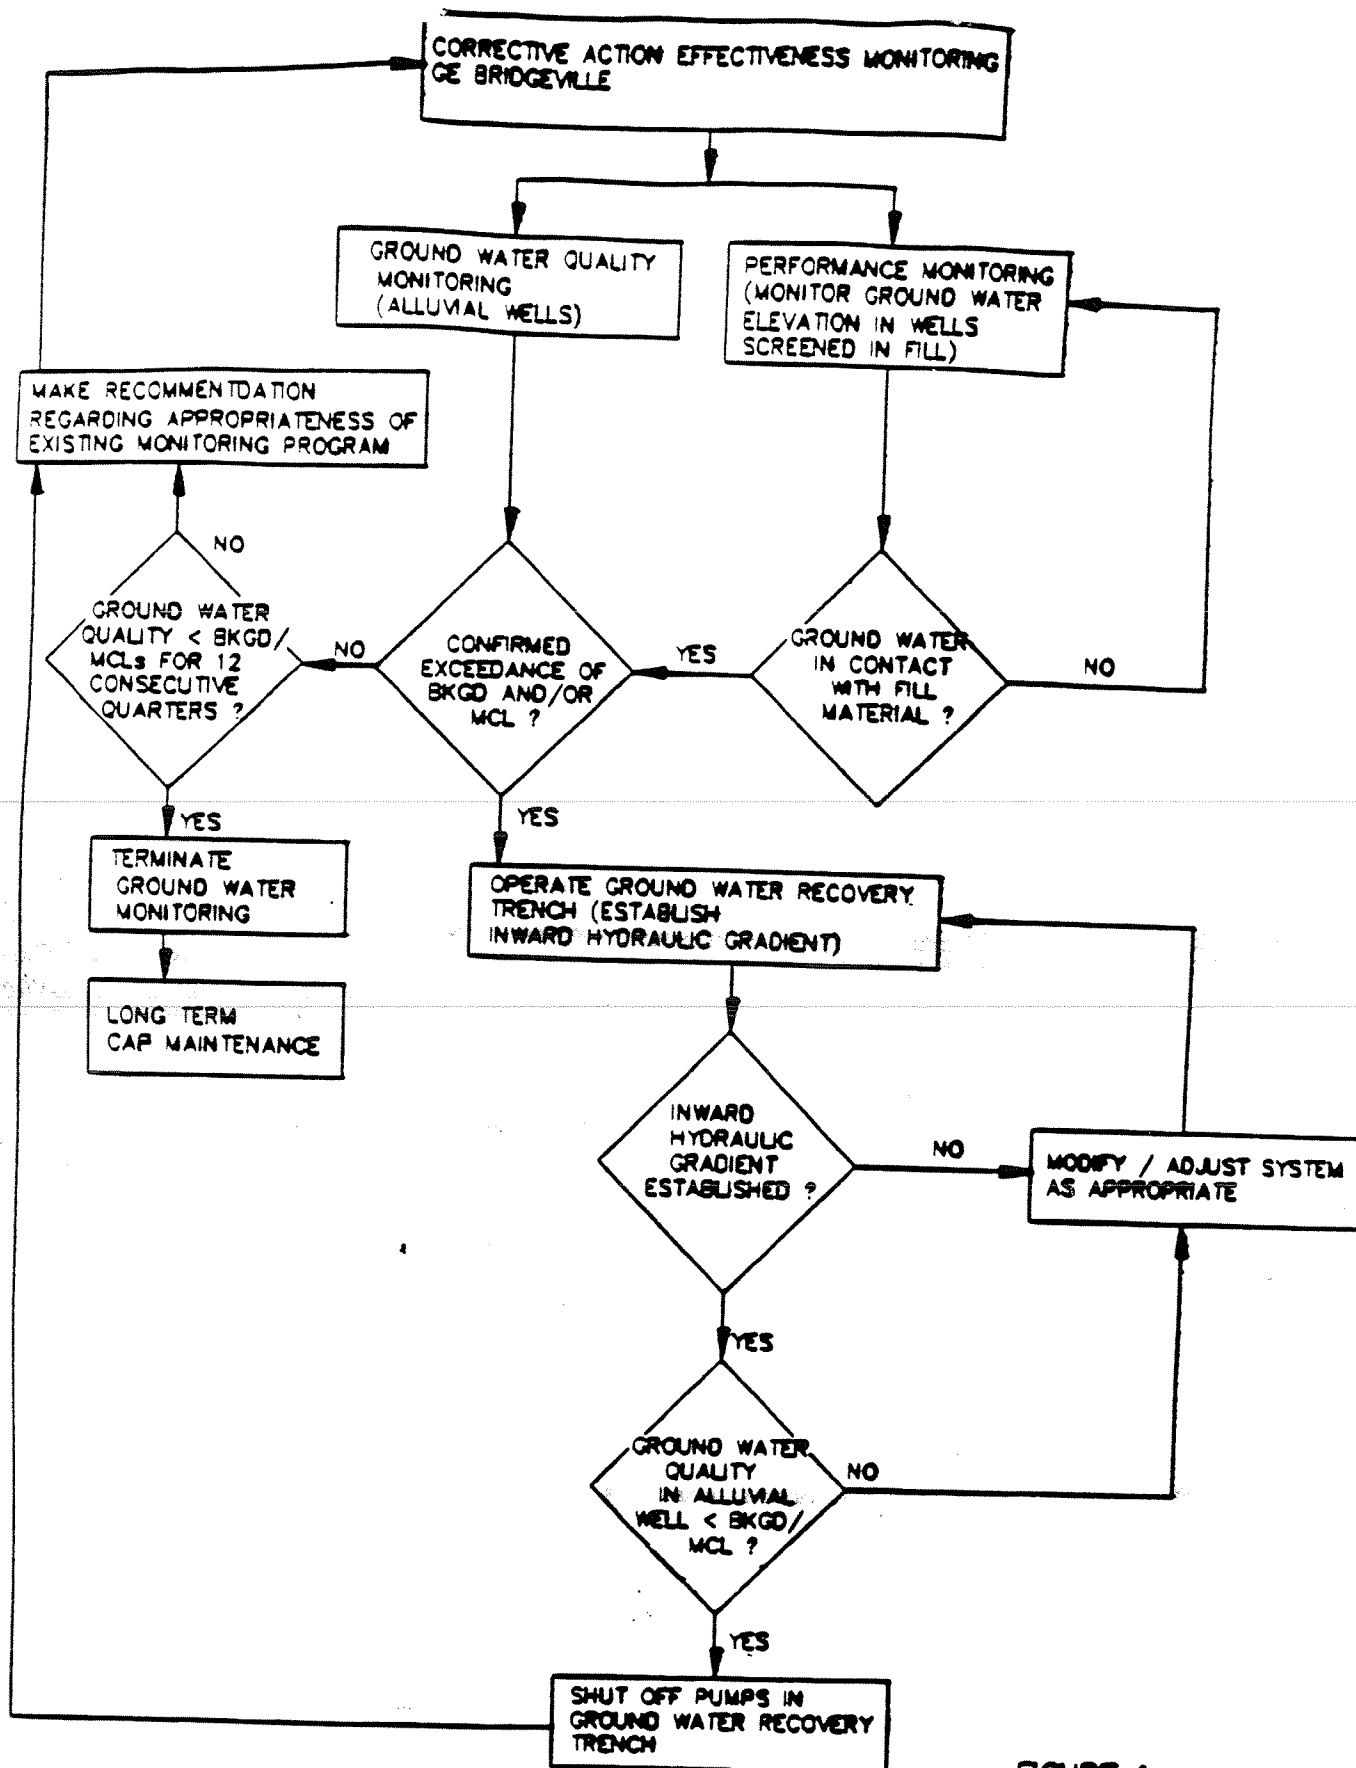 CORRECTIVE ACTION EFFECTIVENESS MONITORING
GE BRIDGEVILLE
GROUND WATER QUALITY
MONITORING
(ALLUVIAL WELLS)
PERFORMANCE MONITORING
(MONITOR GROUND WATER
ELEVATION IN WELLS
SCREENED IN FILL)
MAKE RECOMMENTDATION
REGARDING APPROPRIATENESS OF
EXISTING MONITORING PROGRAM
NO
GROUND WATER
QUALITY < BKGD/
MCLs FOR 12
CONSECUTIVE
QUARTERS ?
NO
CONFIRMED
EXCEEDANCE OF
BKGD AND/OR
MCL ?
YES
GROUND WATER
IN CONTACT
WITH FILL
MATERIAL ?
NO
YES
TERMINATE
GROUND WATER
MONITORING
LONG TERM
CAP MAINTENANCE
YES
OPERATE GROUND WATER RECOVERY
TRENCH (ESTABLISH
INWARD HYDRAULIC GRADIENT)
INWARD
HYDRAULIC
GRADIENT
ESTABLISHED ?
NO
MODIFY / ADJUST SYSTEM
AS APPROPRIATE
YES
GROUND WATER
QUALITY
IN ALLUVIAL
WELL < BKGD/
MCL ?
NO
YES
SHUT OFF PUMPS IN
GROUND WATER RECOVERY
TRENCH